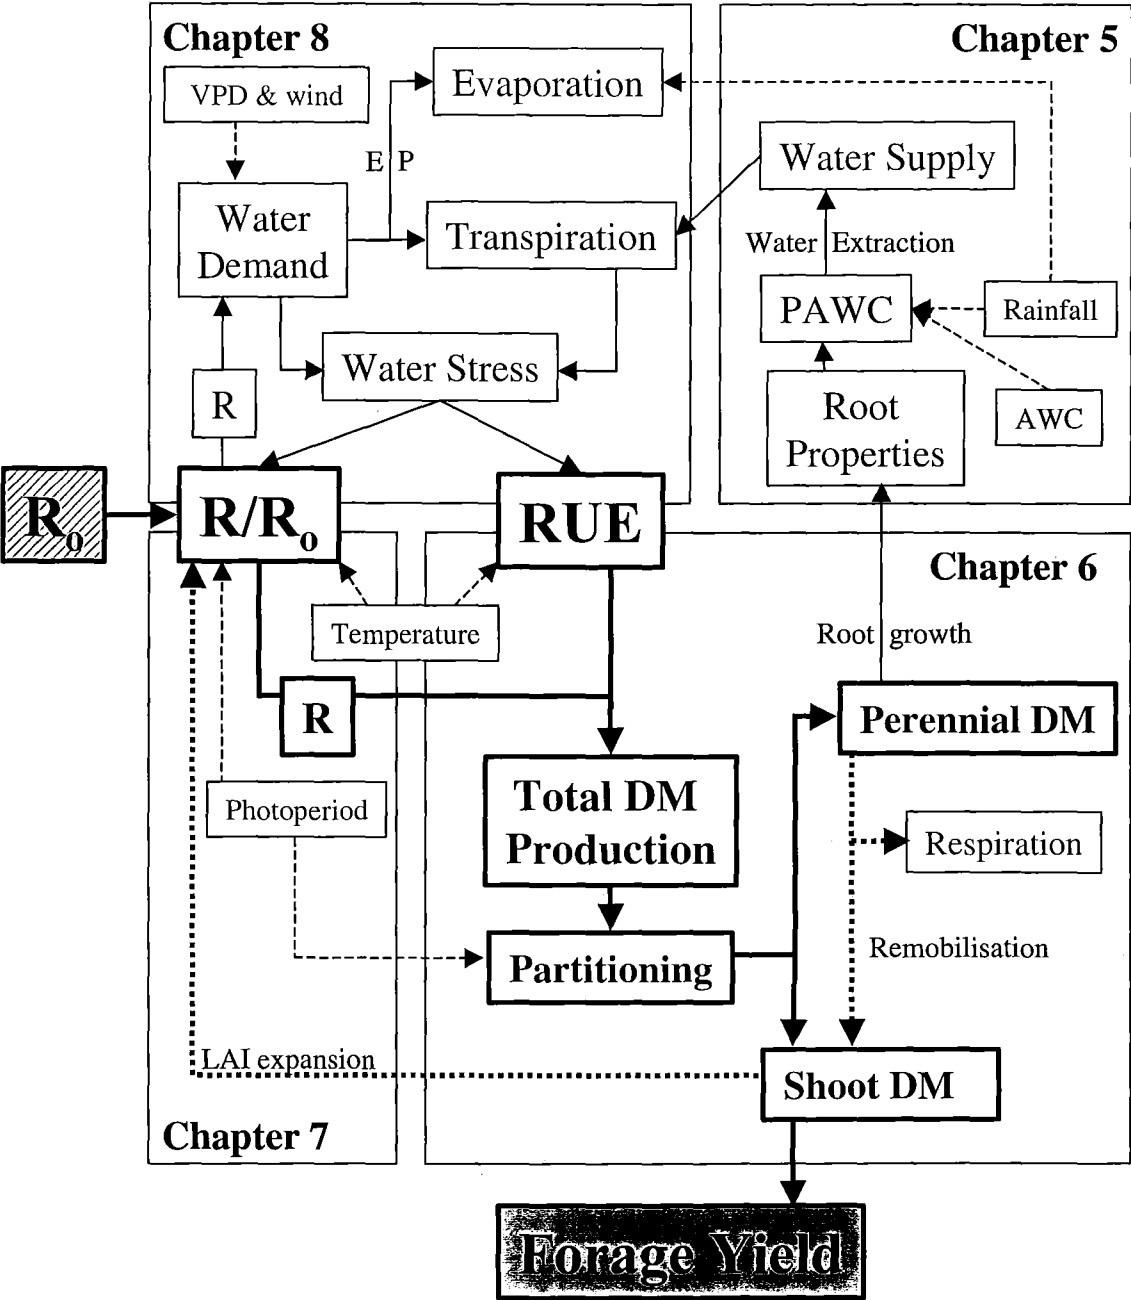 Chapter 8
Chapter 5
VPD & wind
Evaporation
E P
Water Supply
Water
Demand
Transpiration
Water Extraction
PAWC
Rainfall
Water Stress
R
Root
Properties
AWC
Ro
R/Ro
RUE
Chapter 6
Temperature
Root growth
R
Perennial DM
Total DM
Production
Photoperiod
Respiration
Partitioning
Remobilisation
LAI expansion
Shoot DM
Chapter 7
Forage Yield